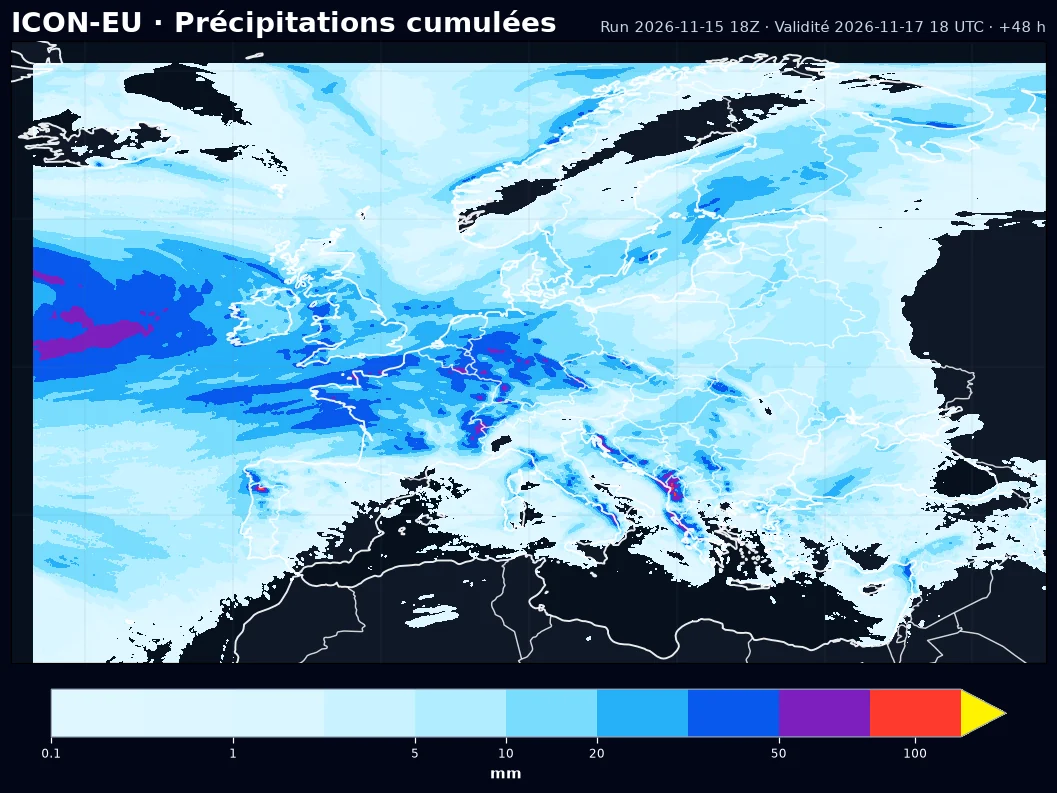 ICON-EU · Précipitations cumulées
Run 2026-11-15 18Z · Validité 2026-11-17 18 UTC · +48 h
0.1 1 5 10 20 50 100
mm